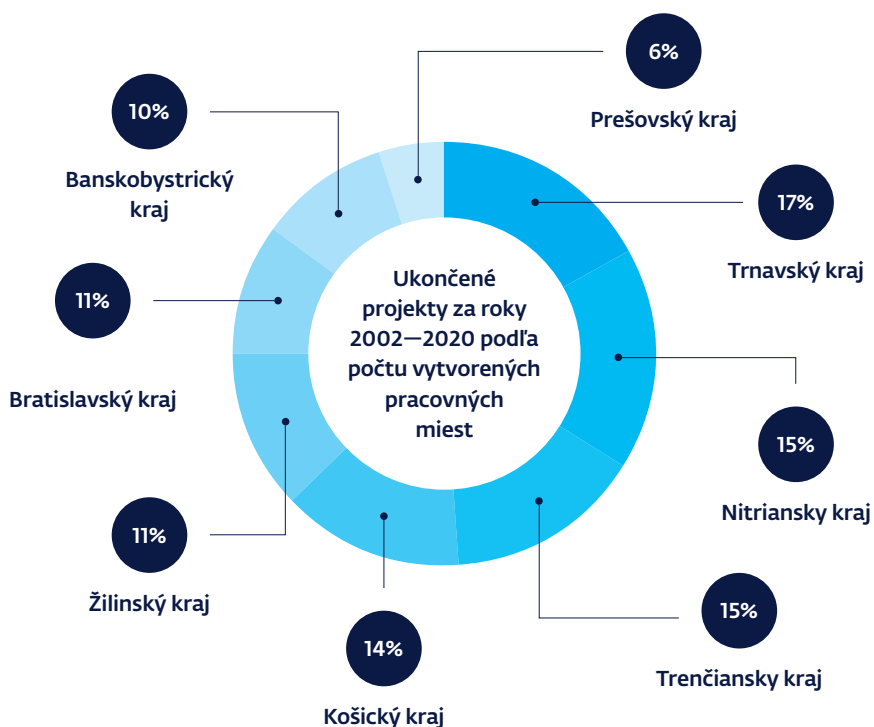 6%
Prešovský kraj
17%
Trnavský kraj
15%
Nitriansky kraj
15%
Trenčiansky kraj
14%
Košický kraj
11%
Žilinský kraj
11%
Bratislavský kraj
10%
Banskobystrický
kraj
Ukončené
projekty za roky
2002—2020 podľa
počtu vytvorených
pracovných
miest